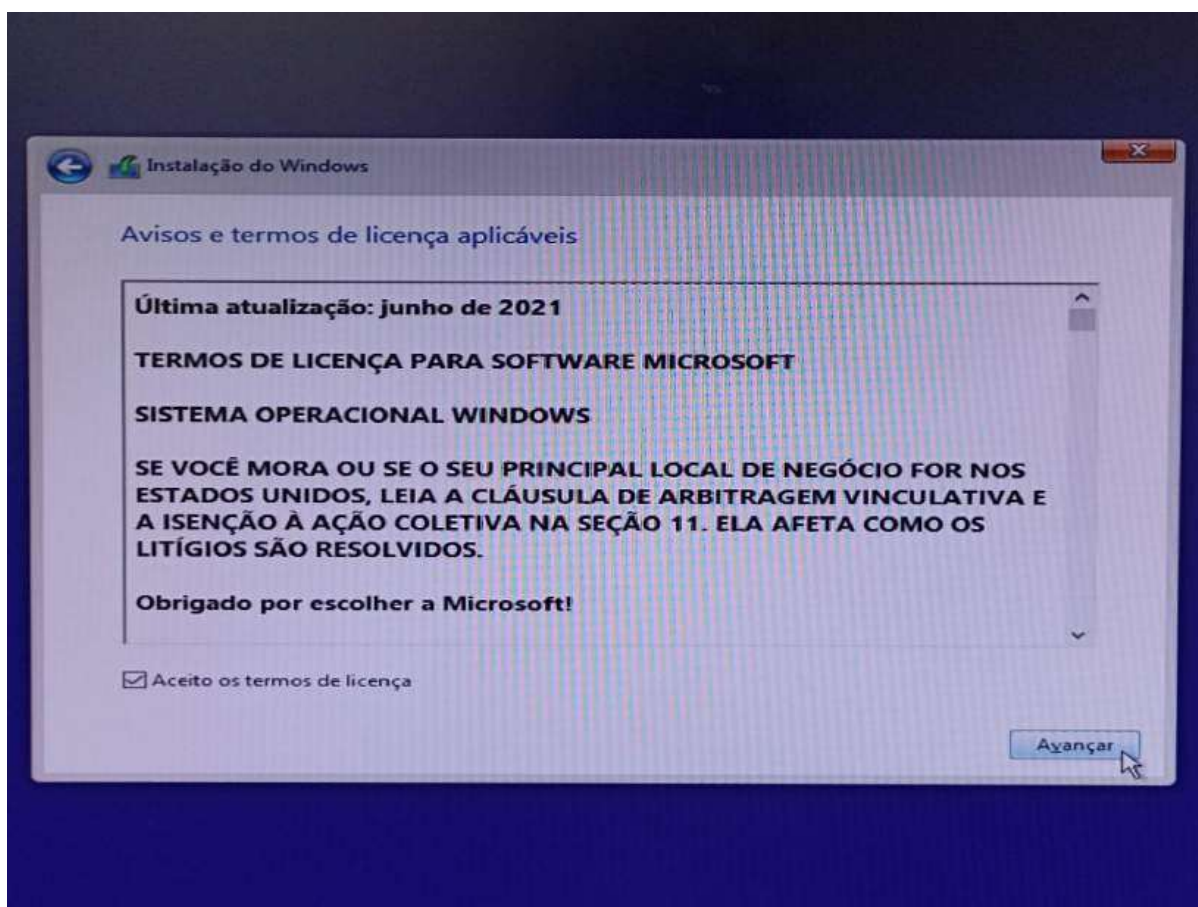 Instalação do Windows
Avisos e termos de licença aplicáveis
Última atualização: junho de 2021
TERMOS DE LICENÇA PARA SOFTWARE MICROSOFT
SISTEMA OPERACIONAL WINDOWS
SE VOCÊ MORA OU SE O SEU PRINCIPAL LOCAL DE NEGÓCIO FOR NOS
ESTADOS UNIDOS, LEIA A CLÁUSULA DE ARBITRAGEM VINCULATIVA E
A ISENÇÃO À AÇÃO COLETIVA NA SEÇÃO 11. ELA AFETA COMO OS
LITÍGIOS SÃO RESOLVIDOS.
Obrigado por escolher a Microsoft!
Aceito os termos de licença
Avançar